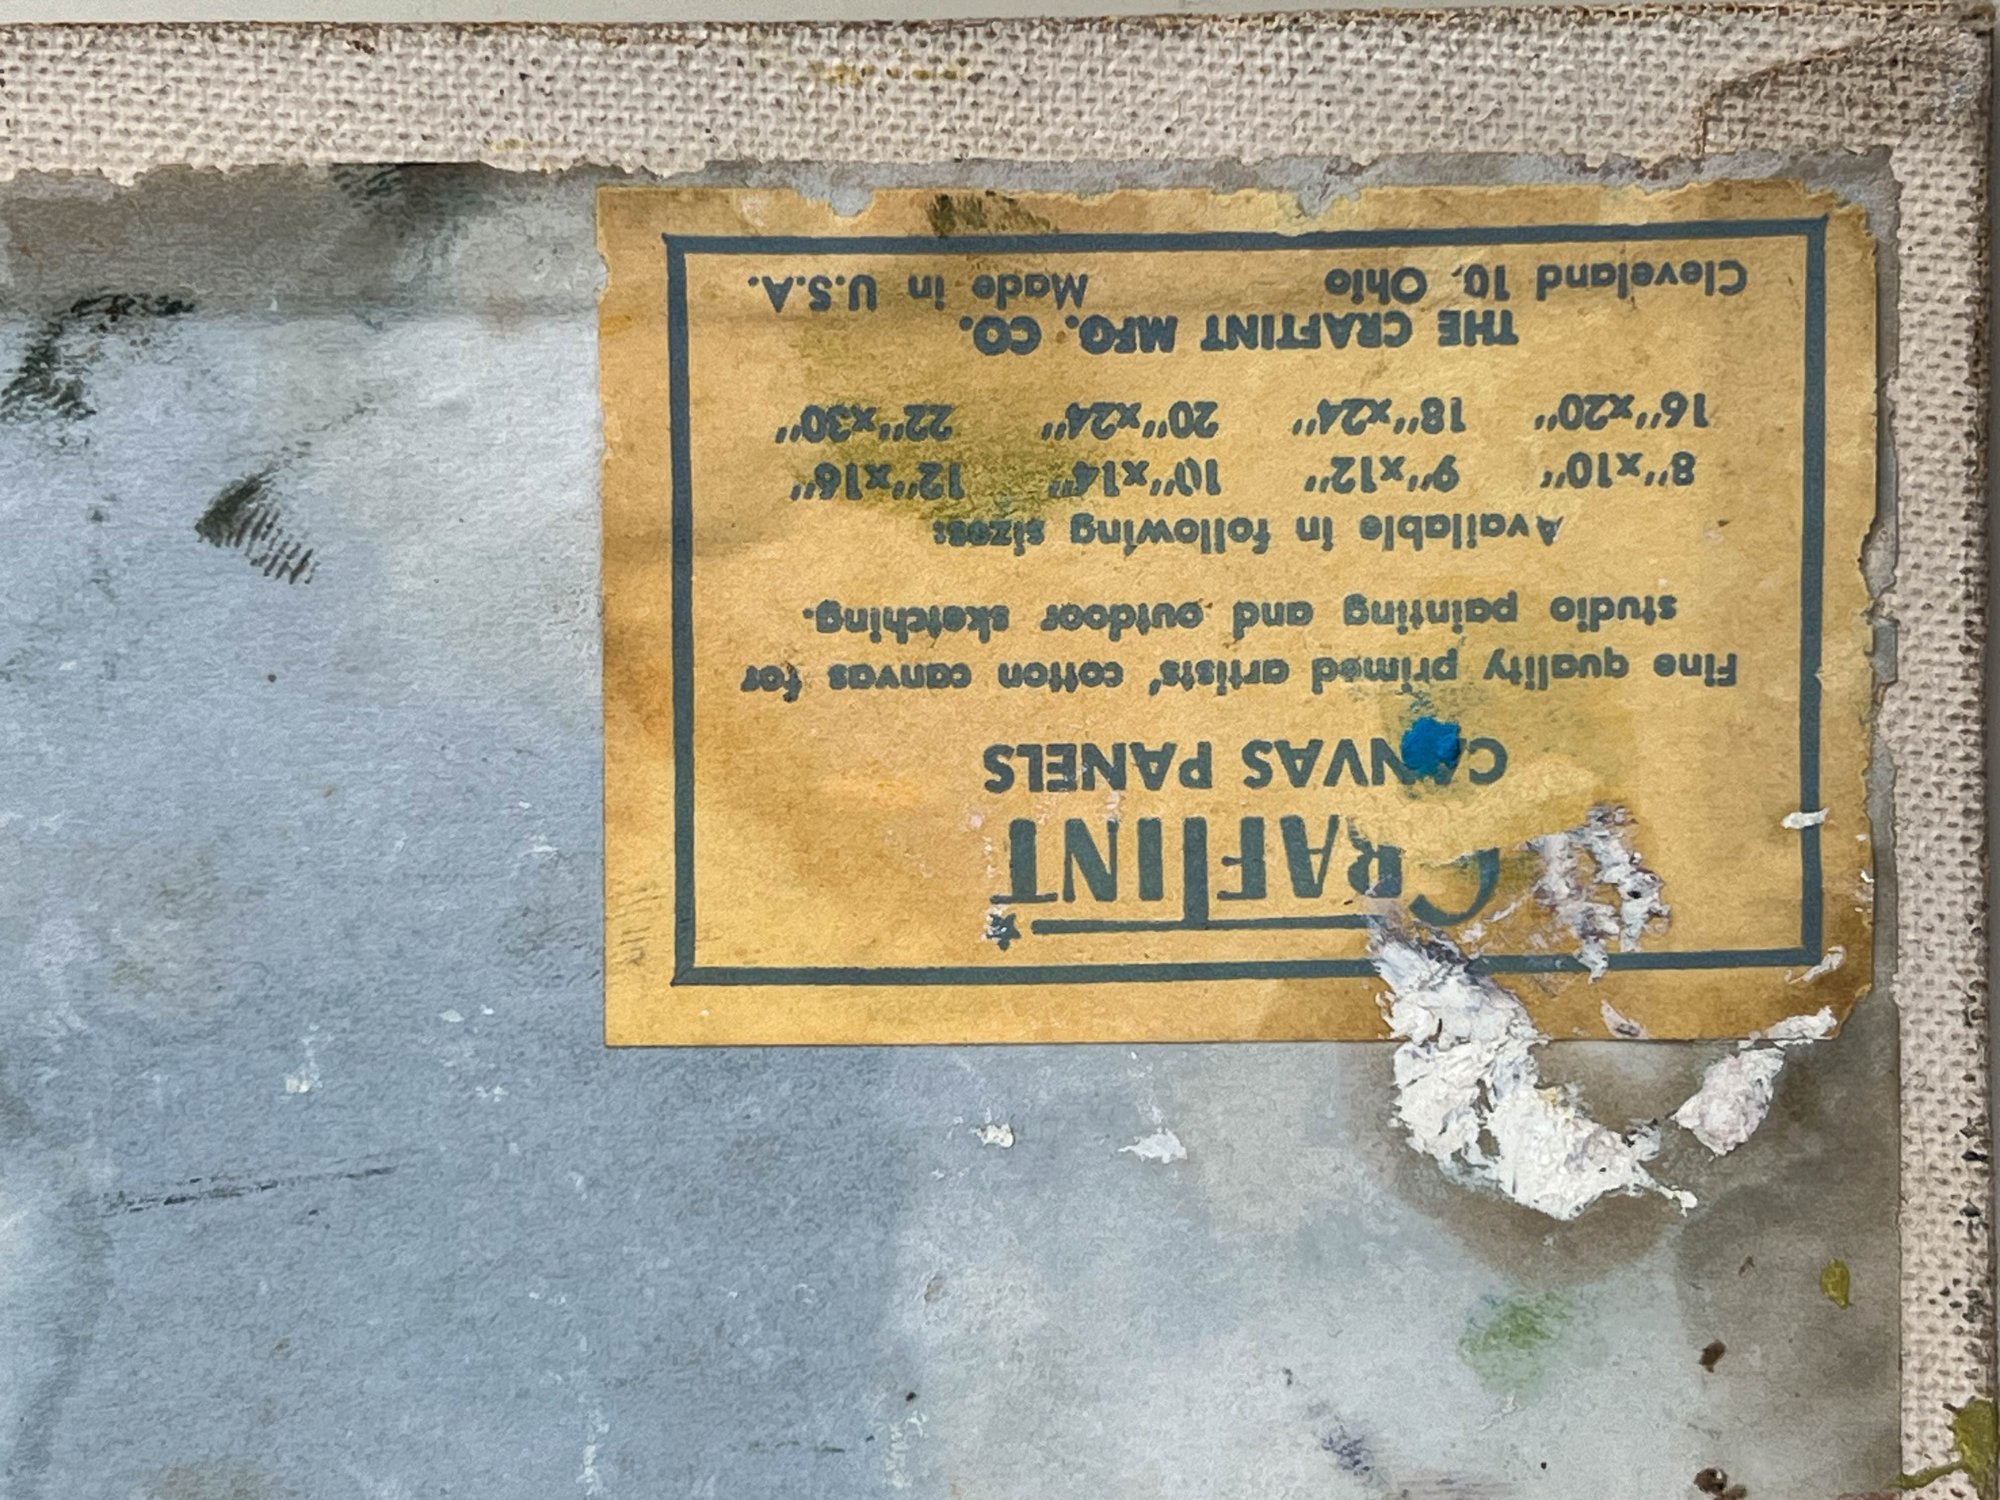 CRAFTINT
CANVAS PANELS
Fine quality primed artists' cotton canvas for
studio painting and outdoor sketching.
Available in following sizes:
8"x10" 9"x12" 10"x14" 12"x16"
16"x20" 18"x24" 20"x24" 22"x30"
THE CRAFTINT MFG. CO.
Cleveland 10, Ohio Made in U.S.A.